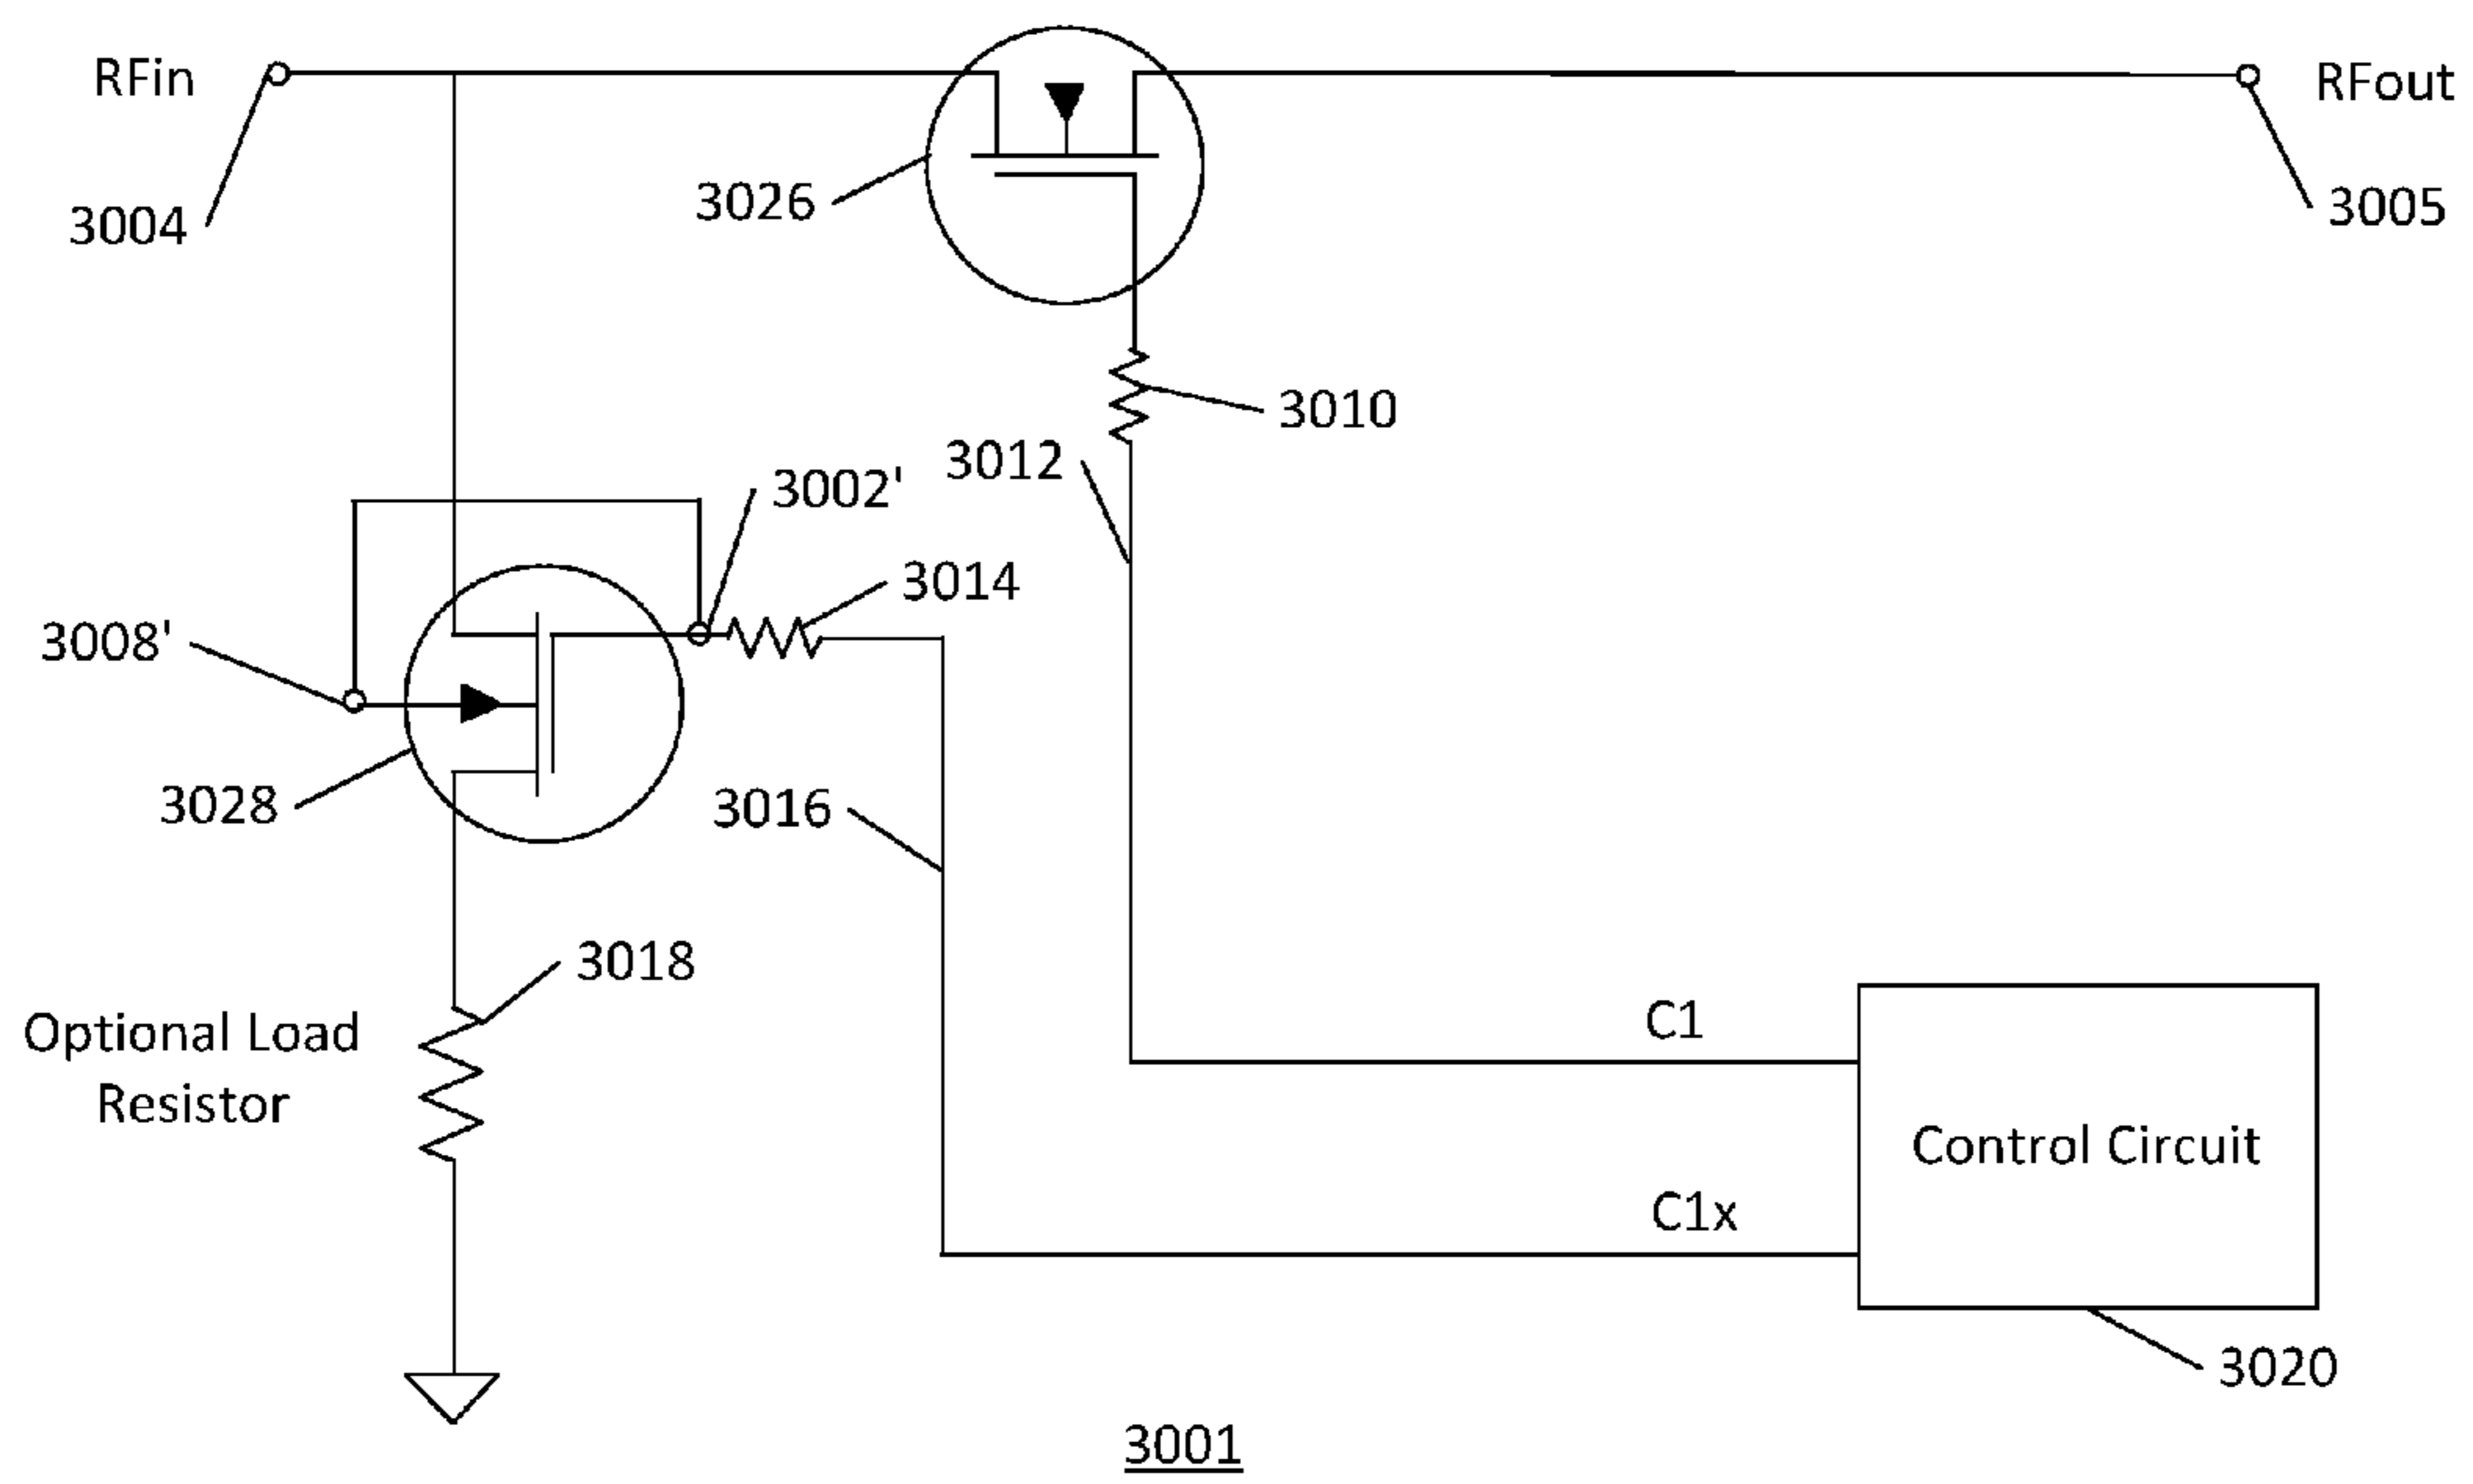 RFin
RFout
3004
3026
3005
3010
3012
3002'
3014
3008'
3028
3016
3018
Optional Load
Resistor
C1
Control Circuit
C1x
3020
3001